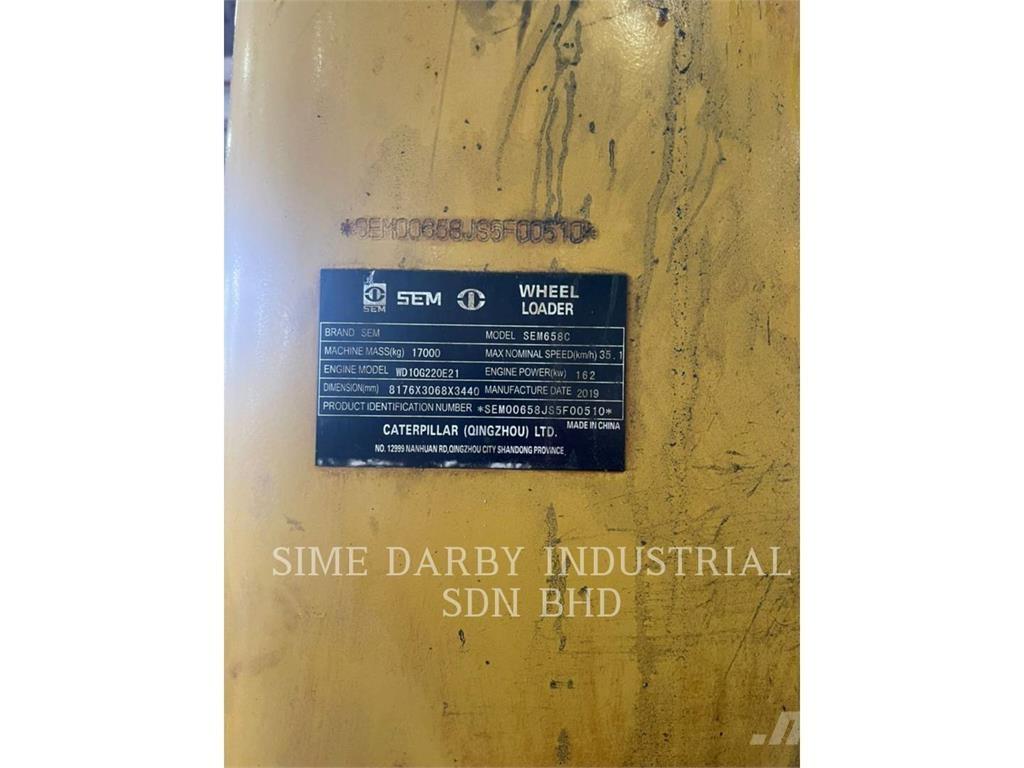 *SEM00658JS5F00510*
SEM SEM WHEEL
LOADER
BRAND SEM MODEL SEM658C
MACHINE MASS(kg) 17000 MAX NOMINAL SPEED(km/h) 35.1
ENGINE MODEL WD10G220E21 ENGINE POWER(kw) 162
DIMENSION(mm) 8176X3068X3440 MANUFACTURE DATE 2019
PRODUCT IDENTIFICATION NUMBER *SEM00658JS5F00510*
MADE IN CHINA
CATERPILLAR (QINGZHOU) LTD.
NO. 12999 NANHUAN RD,QINGZHOU CITY SHANDONG PROVINCE
SIME DARBY INDUSTRIAL
SDN BHD